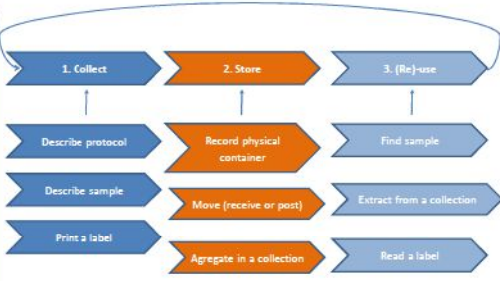 1. Collect
2. Store
3. (Re)-use
Describe protocol
Record physical
container
Find sample
Describe sample
Move (receive or post)
Extract from a collection
Print a label
Agregate in a collection
Read a label